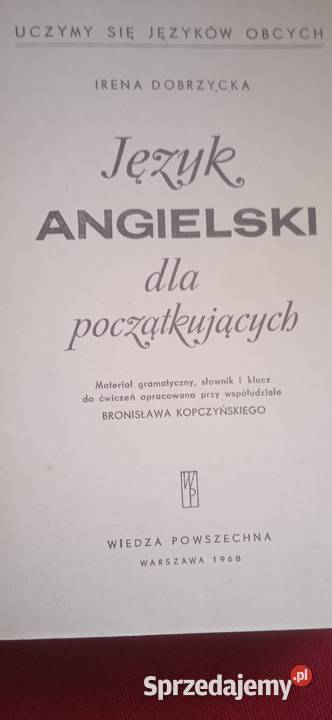 UCZYMY SIĘ JĘZYKÓW OBCYCH
IRENA DOBRZYCKA
Język
ANGIELSKI
dla
początkujących
Materiał gramatyczny, słownik i klucz
do ćwiczeń opracowano przy współudziale
BRONISŁAWA KOPCZYŃSKIEGO
WP
WIEDZA POWSZECHNA
WARSZAWA 1968
Sprzedajemy.pl